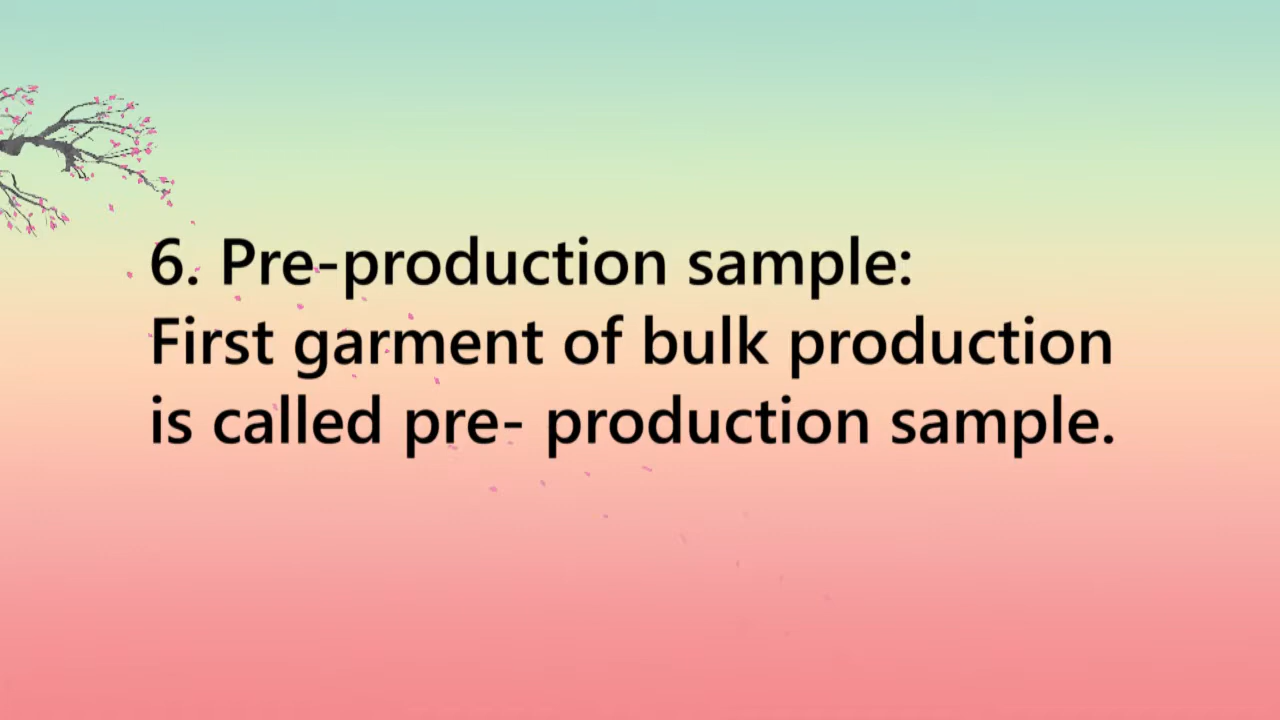 6. Pre-production sample:
First garment of bulk production
is called pre- production sample.